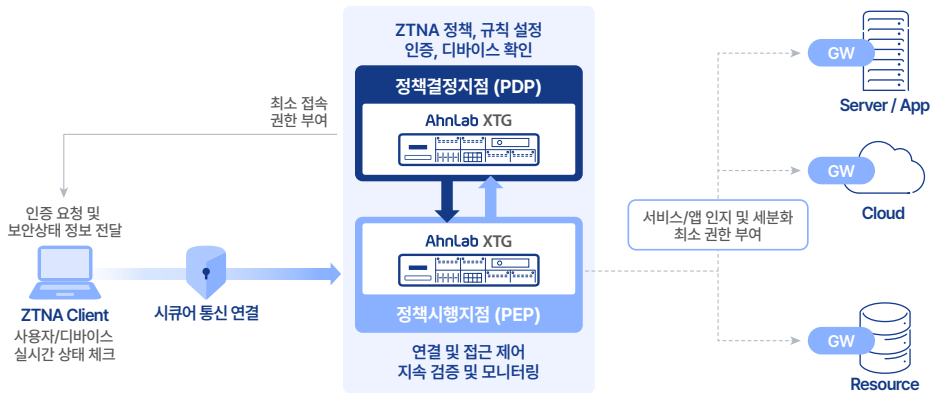 최소 접속
권한 부여
인증 요청 및
보안상태 정보 전달
ZTNA Client
사용자/디바이스
실시간 상태 체크
시큐어 통신 연결
ZTNA 정책, 규칙 설정
인증, 디바이스 확인
정책결정지점 (PDP)
AhnLab XTG
AhnLab XTG
정책시행지점 (PEP)
연결 및 접근 제어
지속 검증 및 모니터링
서비스/앱 인지 및 세분화
최소 권한 부여
GW
Server / App
GW
Cloud
GW
Resource